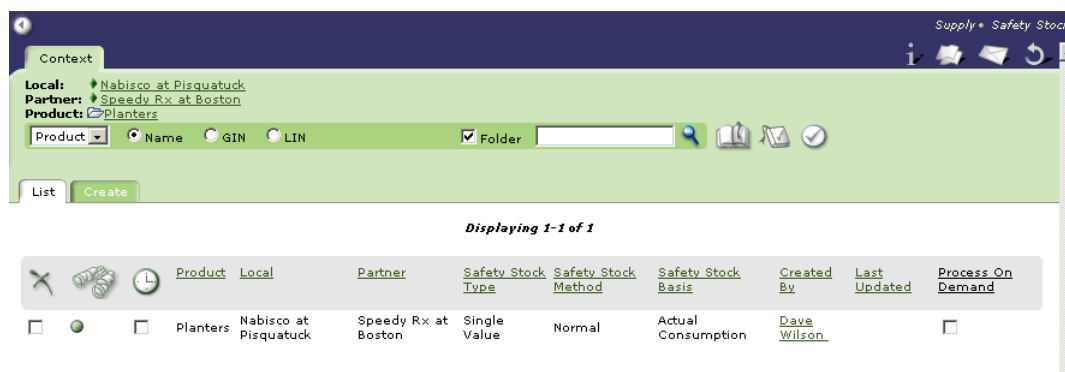 Supply • Safety Stoc
Context
Local: Nabisco at Pisquatuck
Partner: Speedy Rx at Boston
Product: Planters
Product Name GIN LIN Folder
List Create
Displaying 1-1 of 1
Product Local Partner Safety Stock Type Safety Stock Method Safety Stock Basis Created By Last Updated Process On Demand
Planters Nabisco at Pisquatuck Speedy Rx at Boston Single Value Normal Actual Consumption Dave Wilson